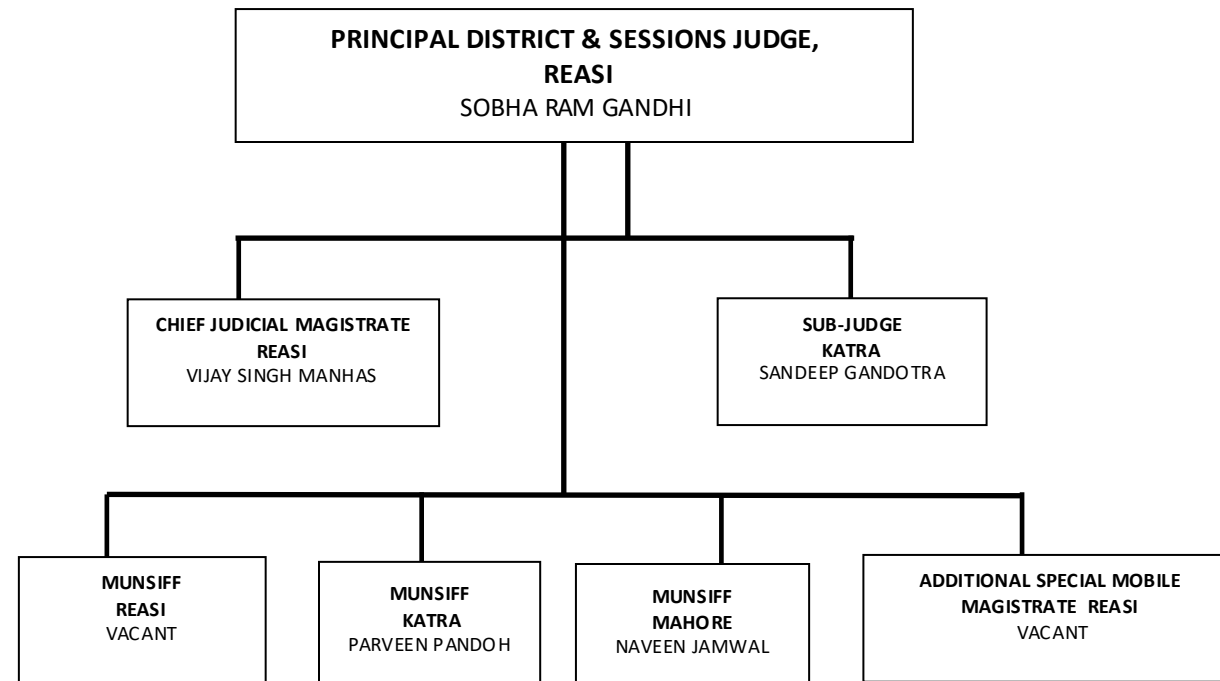 PRINCIPAL DISTRICT & SESSIONS JUDGE,
REASI
SOBHA RAM GANDHI
CHIEF JUDICIAL MAGISTRATE
REASI
VIJAY SINGH MANHAS
SUB-JUDGE
KATRA
SANDEEP GANDOTRA
MUNSIFF
REASI
VACANT
MUNSIFF
KATRA
PARVEEN PANDOH
MUNSIFF
MAHORE
NAVEEN JAMWAL
ADDITIONAL SPECIAL MOBILE
MAGISTRATE REASI
VACANT